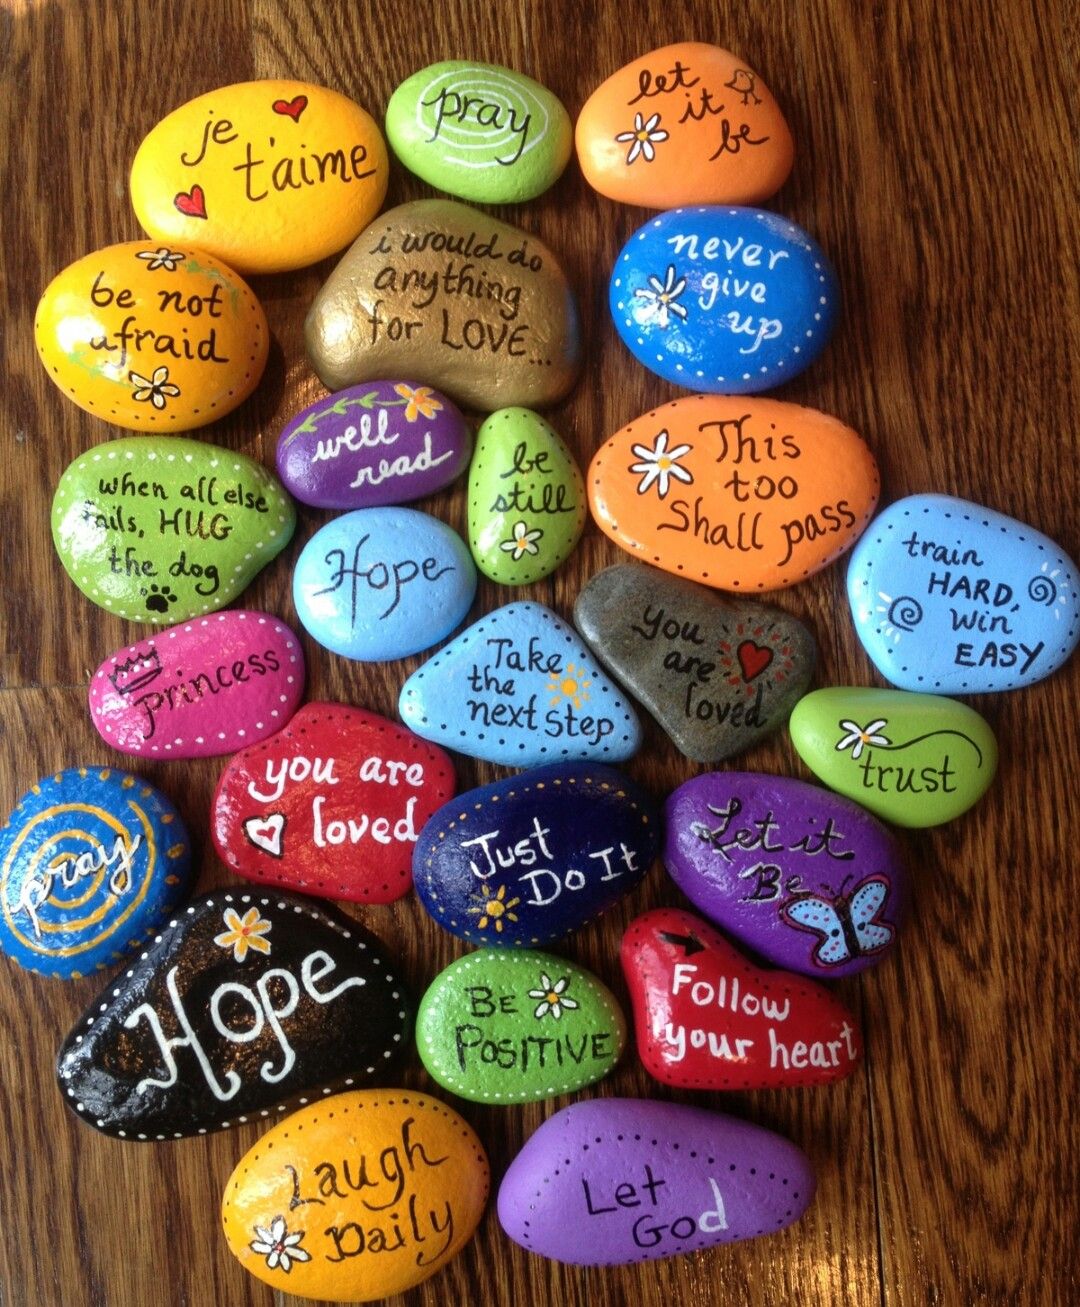 je
t'aime
pray
let
it
be
be not
afraid
i would do
anything
for LOVE...
never
give
up
well
read
be
still
This
too
Shall pass
when all else
fails, HUG
the dog
Hope
train
HARD,
win
EASY
Princess
Take
the
next step
you
are
loved
trust
you are
loved
pray
Just
Do It
Let it
Be
Hope
Be
Positive
Follow
your heart
Laugh
Daily
Let
God